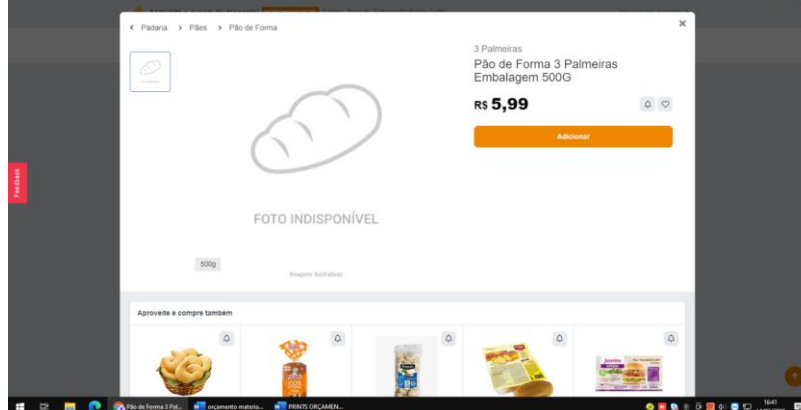 Padaria > Pães > Pão de Forma
3 Palmeiras
Pão de Forma 3 Palmeiras
Embalagem 500G
R$ 5,99
Adicionar
Feedback
FOTO INDISPONÍVEL
500g
Imagens ilustrativas
Aproveite e compre também
Pão de Forma 3 Pal...
orçamento materia...
PRINTS ORÇAMEN...
16:41